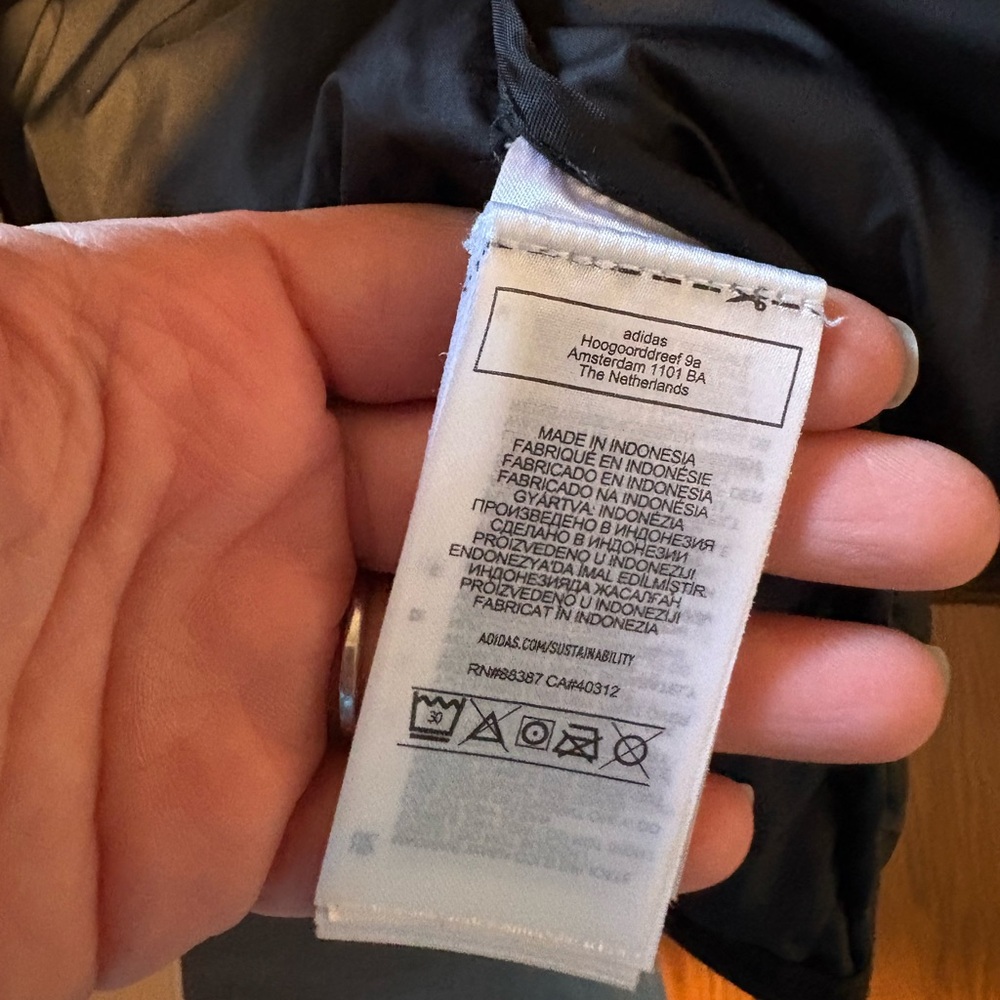 adidas
Hoogoorddreef 9a
Amsterdam 1101 BA
The Netherlands
MADE IN INDONESIA
FABRIQUÉ EN INDONÉSIE
FABRICADO EN INDONESIA
FABRICADO NA INDONÉSIA
GYÁRTVA: INDONÉZIA
ПРОИЗВЕДЕНО В ИНДОНЕЗИЯ
СДЕЛАНО В ИНДОНЕЗИИ
PROIZVEDENO U INDONEZIJI
ENDONEZYA'DA İMAL EDİLMİŞTİR.
ИНДОНЕЗИЯДА ЖАСАЛҒАН
PROIZVEDENO U INDONEZIJI
FABRICAT ÎN INDONEZIA
ADIDAS.COM/SUSTAINABILITY
RN#88387 CA#40312
30